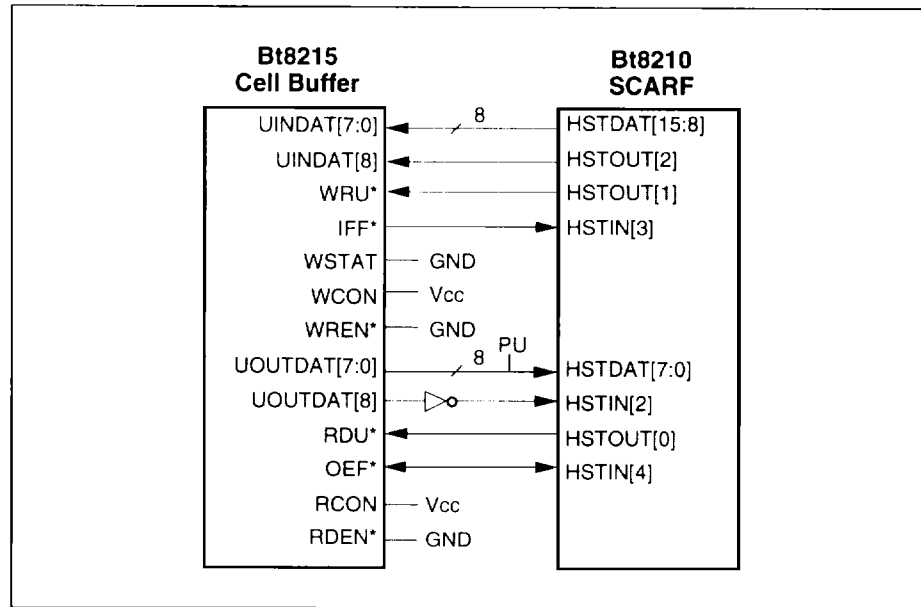 Bt8215
Cell Buffer
Bt8210
SCARF
UINDAT[7:0] 8 HSTDAT[15:8]
UINDAT[8] HSTOUT[2]
WRU* HSTOUT[1]
IFF* HSTIN[3]
WSTAT GND
WCON Vcc
WREN* GND
UOUTDAT[7:0] 8 PU HSTDAT[7:0]
UOUTDAT[8] HSTIN[2]
RDU* HSTOUT[0]
OEF* HSTIN[4]
RCON Vcc
RDEN* GND